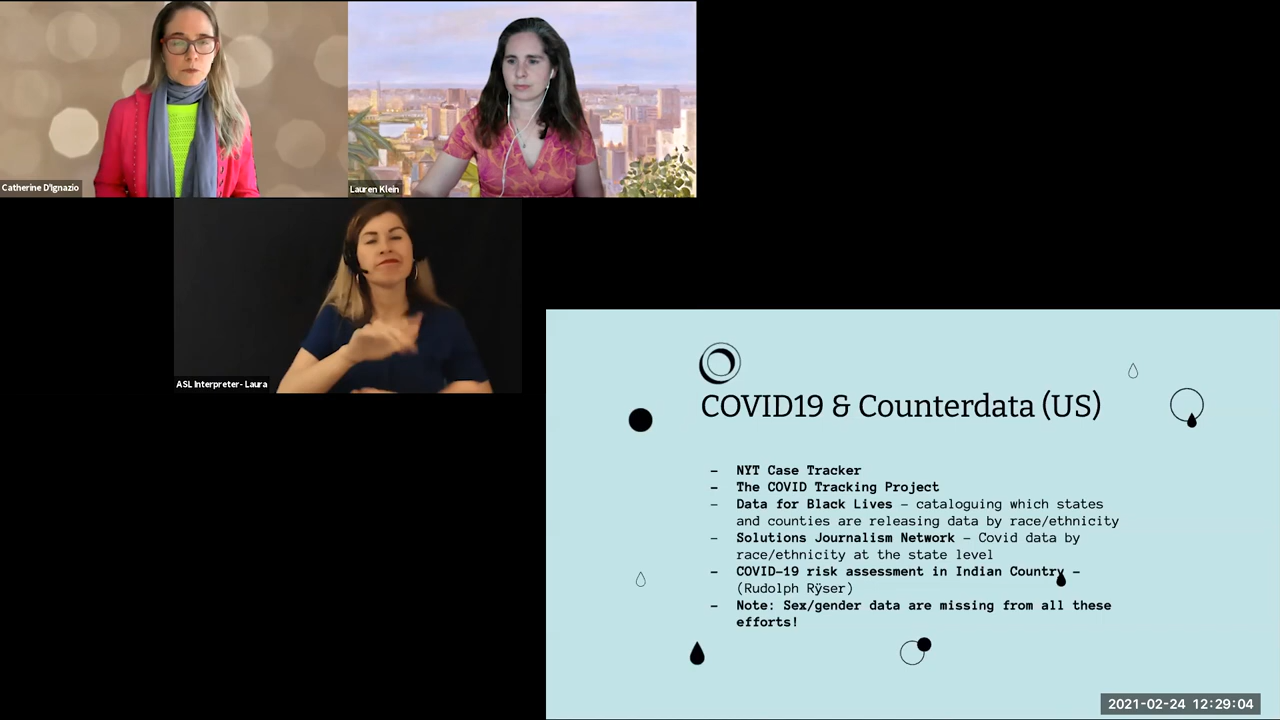 Catherine D'Ignazio
Lauren Klein
ASL Interpreter- Laura
COVID19 & Counterdata (US)
– NYT Case Tracker
– The COVID Tracking Project
– Data for Black Lives – cataloguing which states
and counties are releasing data by race/ethnicity
– Solutions Journalism Network – Covid data by
race/ethnicity at the state level
– COVID-19 risk assessment in Indian Country –
(Rudolph Rÿser)
– Note: Sex/gender data are missing from all these
efforts!
2021-02-24 12:29:04